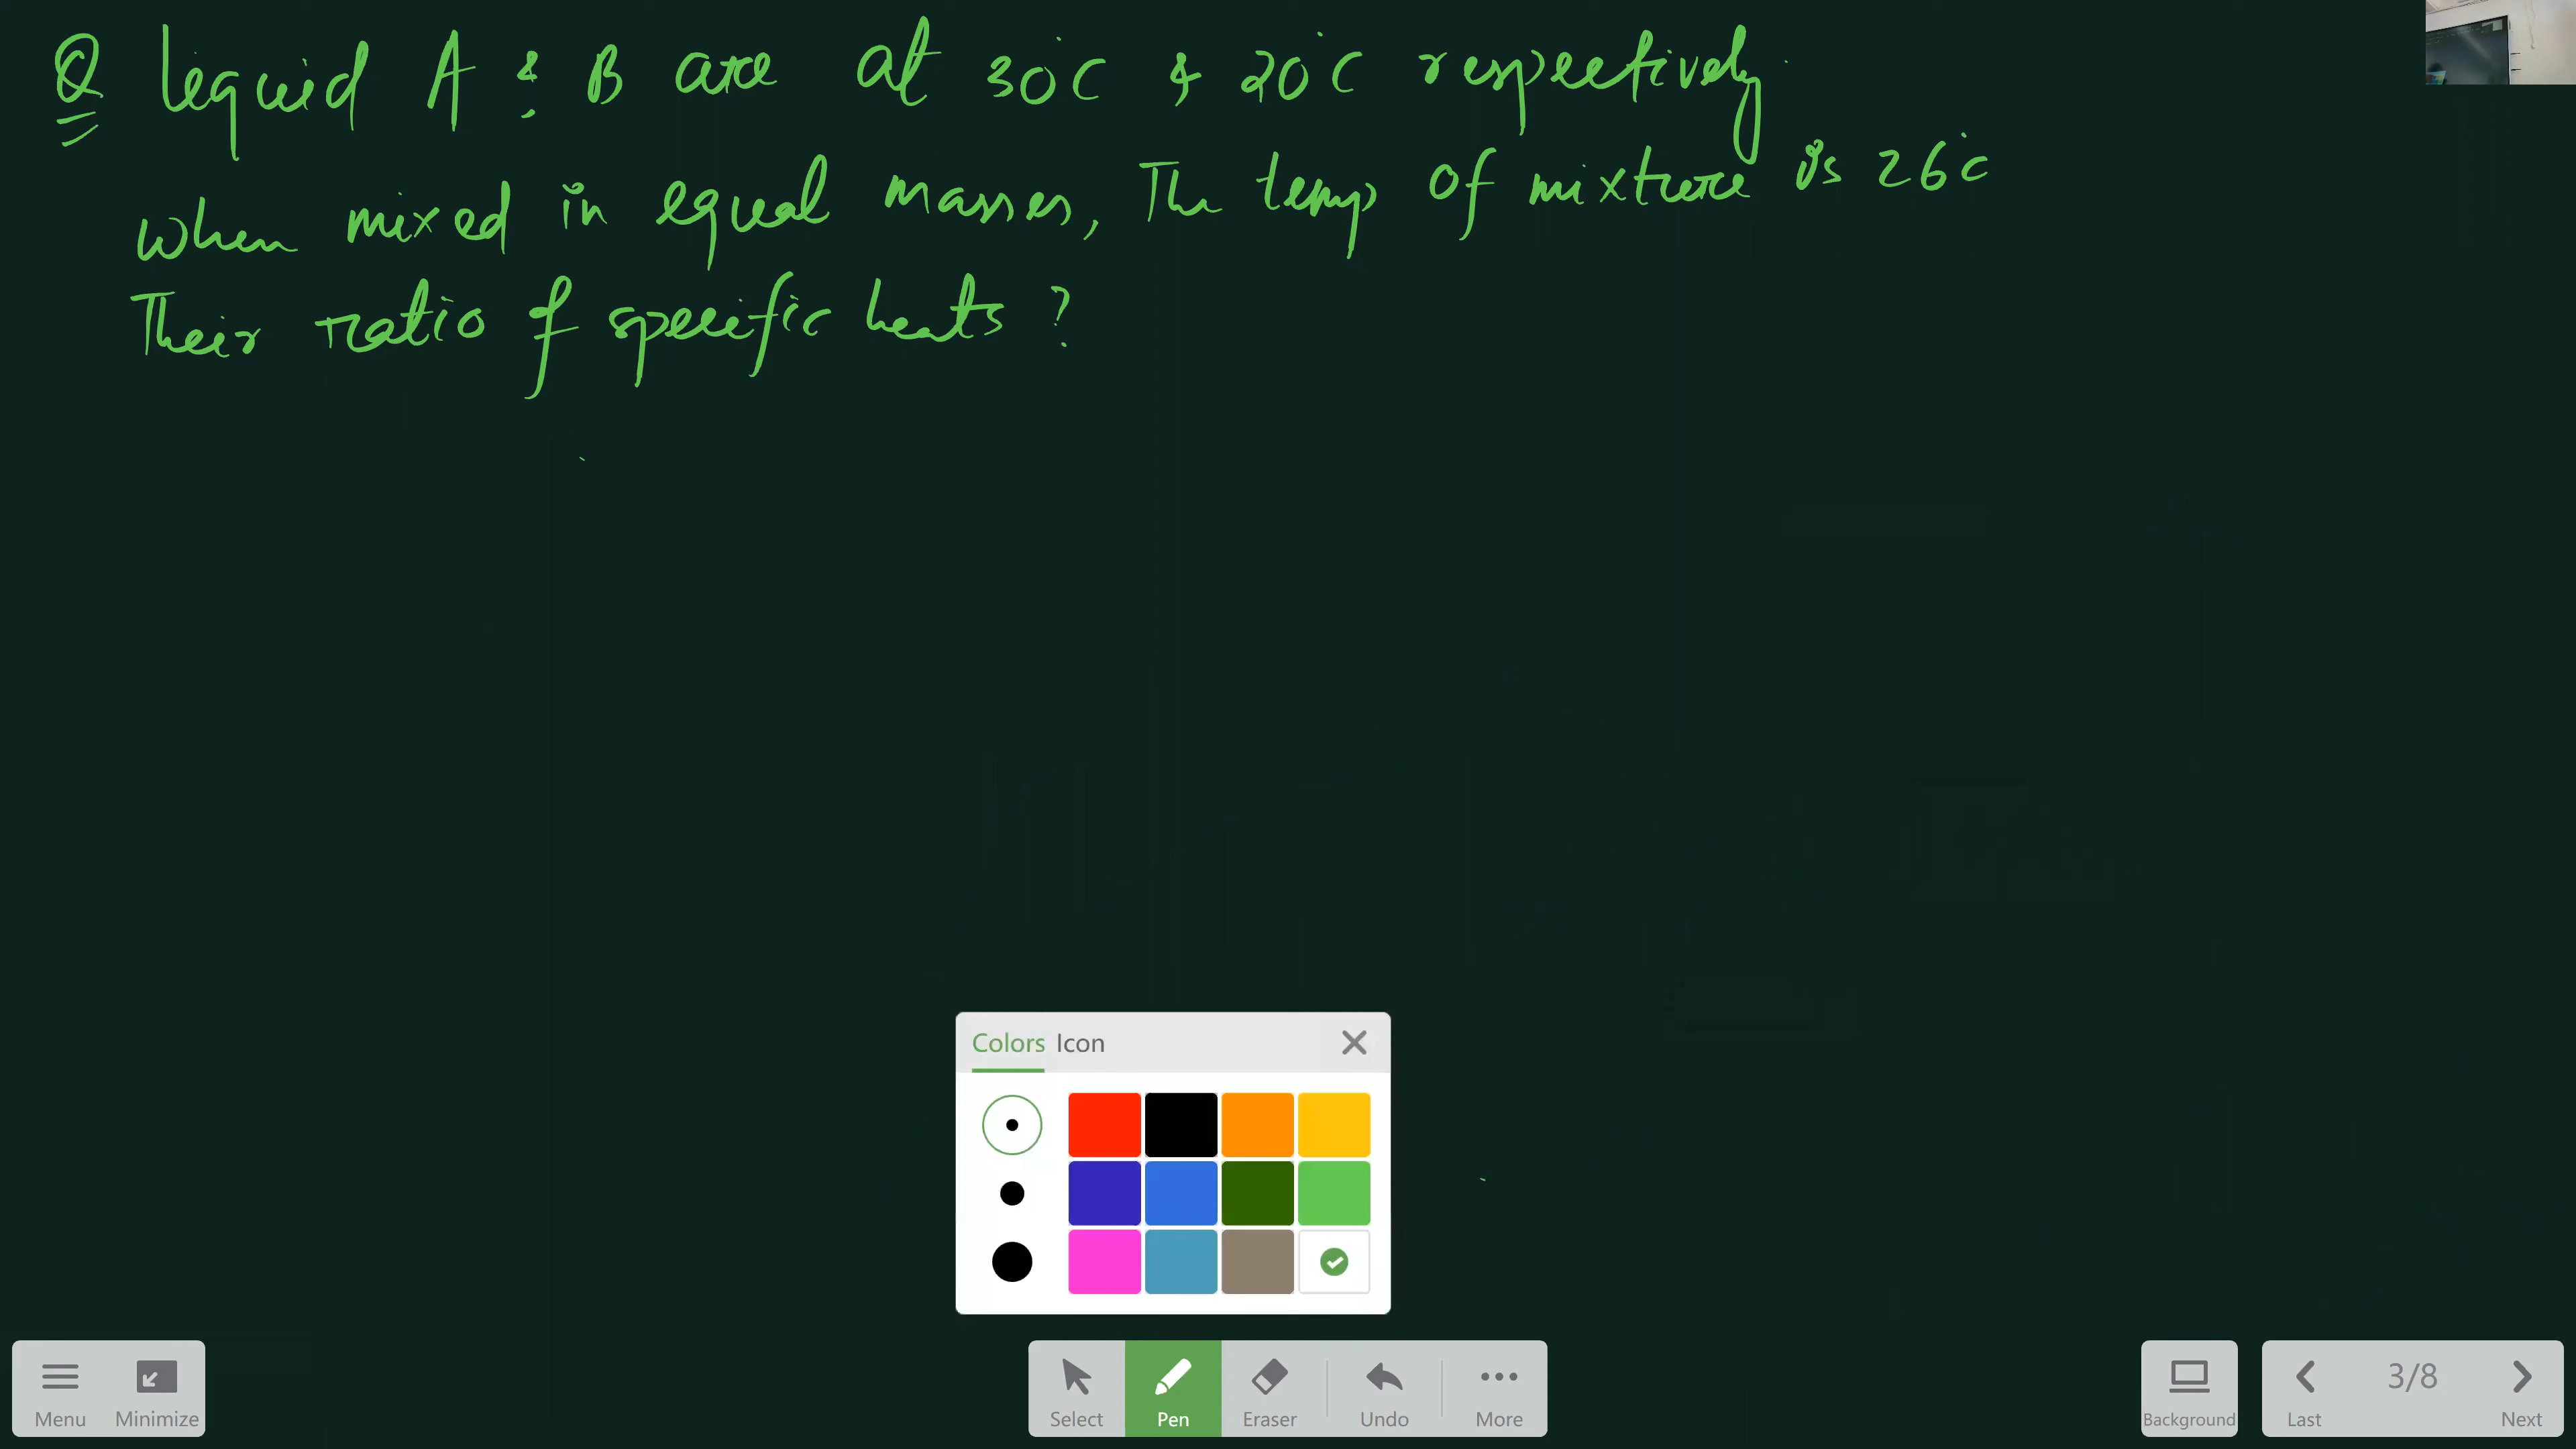 Q liquid A & B are at 30°C & 20°C respectively.
When mixed in equal masses, The temp of mixture is 26°C
Their ratio of specific heats ?
Colors Icon
Menu Minimize Select Pen Eraser Undo More Background Last 3/8 Next